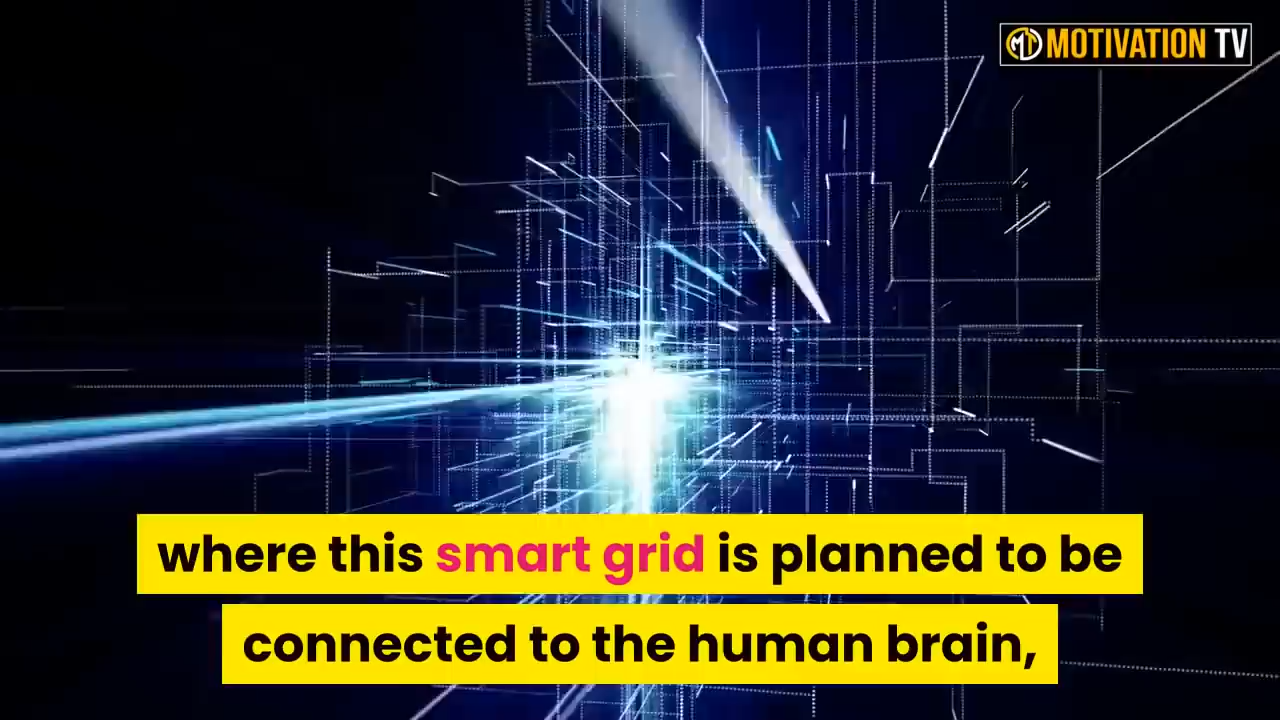 MOTIVATION TV
where this smart grid is planned to be
connected to the human brain,